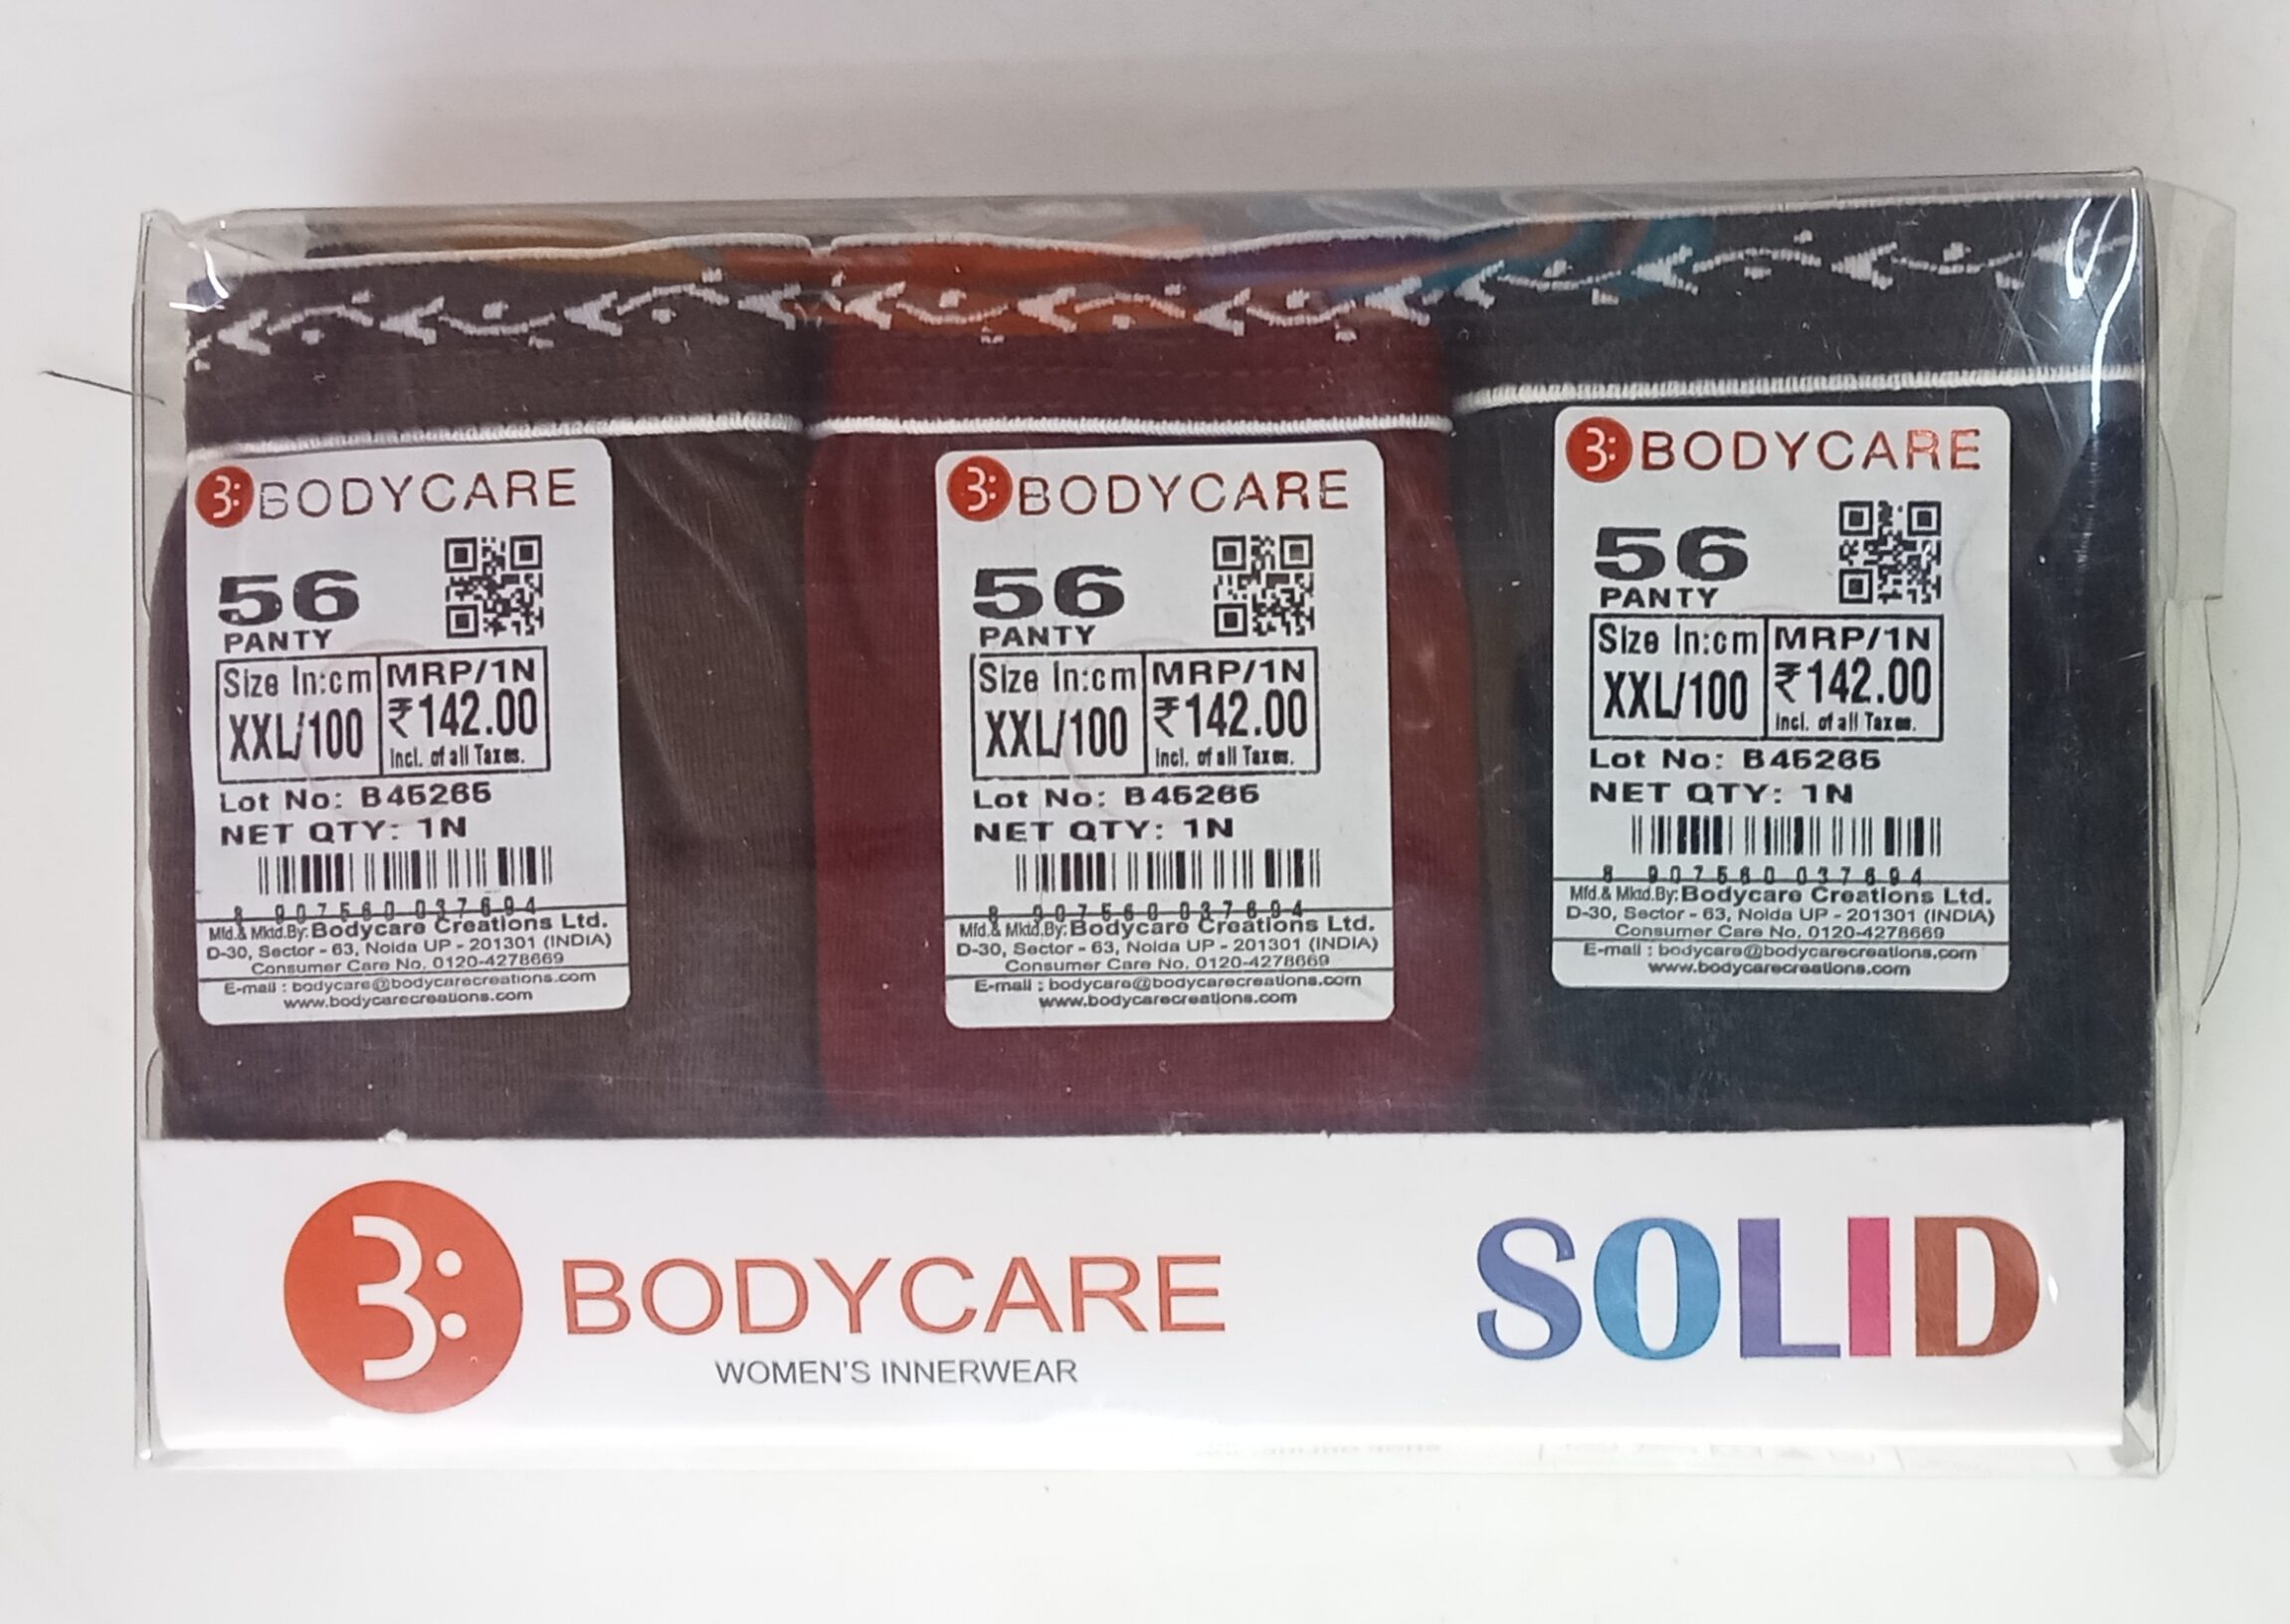 BODYCARE
56
PANTY
Size In:cm
XXL/100
MRP/1N
₹142.00
Incl. of all Taxes.
Lot No: B45265
NET QTY: 1N
8 907560 037694
Mfd.& Mktd.By: Bodycare Creations Ltd.
D-30, Sector - 63, Noida UP - 201301 (INDIA)
Consumer Care No. 0120-4278669
E-mail : bodycare@bodycarecreations.com
www.bodycarecreations.com
BODYCARE
56
PANTY
Size In:cm
XXL/100
MRP/1N
₹142.00
Incl. of all Taxes.
Lot No: B45265
NET QTY: 1N
8 907560 037694
Mfd.& Mktd.By: Bodycare Creations Ltd.
D-30, Sector - 63, Noida UP - 201301 (INDIA)
Consumer Care No. 0120-4278669
E-mail : bodycare@bodycarecreations.com
www.bodycarecreations.com
BODYCARE
56
PANTY
Size In:cm
XXL/100
MRP/1N
₹142.00
Incl. of all Taxes.
Lot No: B45265
NET QTY: 1N
8 907560 037694
Mfd.& Mktd.By: Bodycare Creations Ltd.
D-30, Sector - 63, Noida UP - 201301 (INDIA)
Consumer Care No. 0120-4278669
E-mail : bodycare@bodycarecreations.com
www.bodycarecreations.com
BODYCARE
WOMEN'S INNERWEAR
SOLID